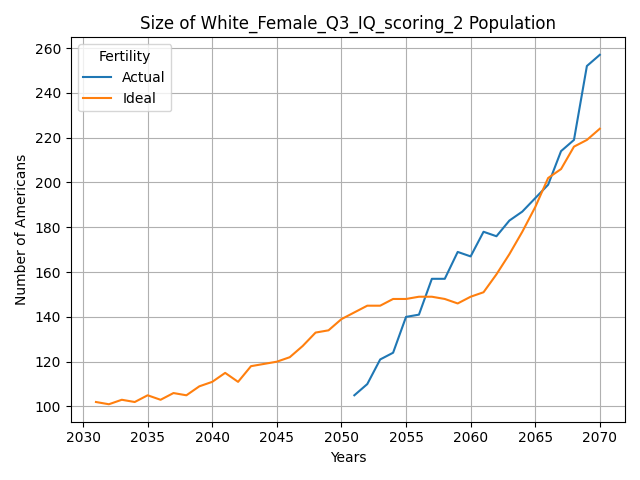 Size of White_Female_Q3_IQ_scoring_2 Population
Fertility
Actual
Ideal
Number of Americans
260
240
220
200
180
160
140
120
100
2030 2035 2040 2045 2050 2055 2060 2065 2070
Years